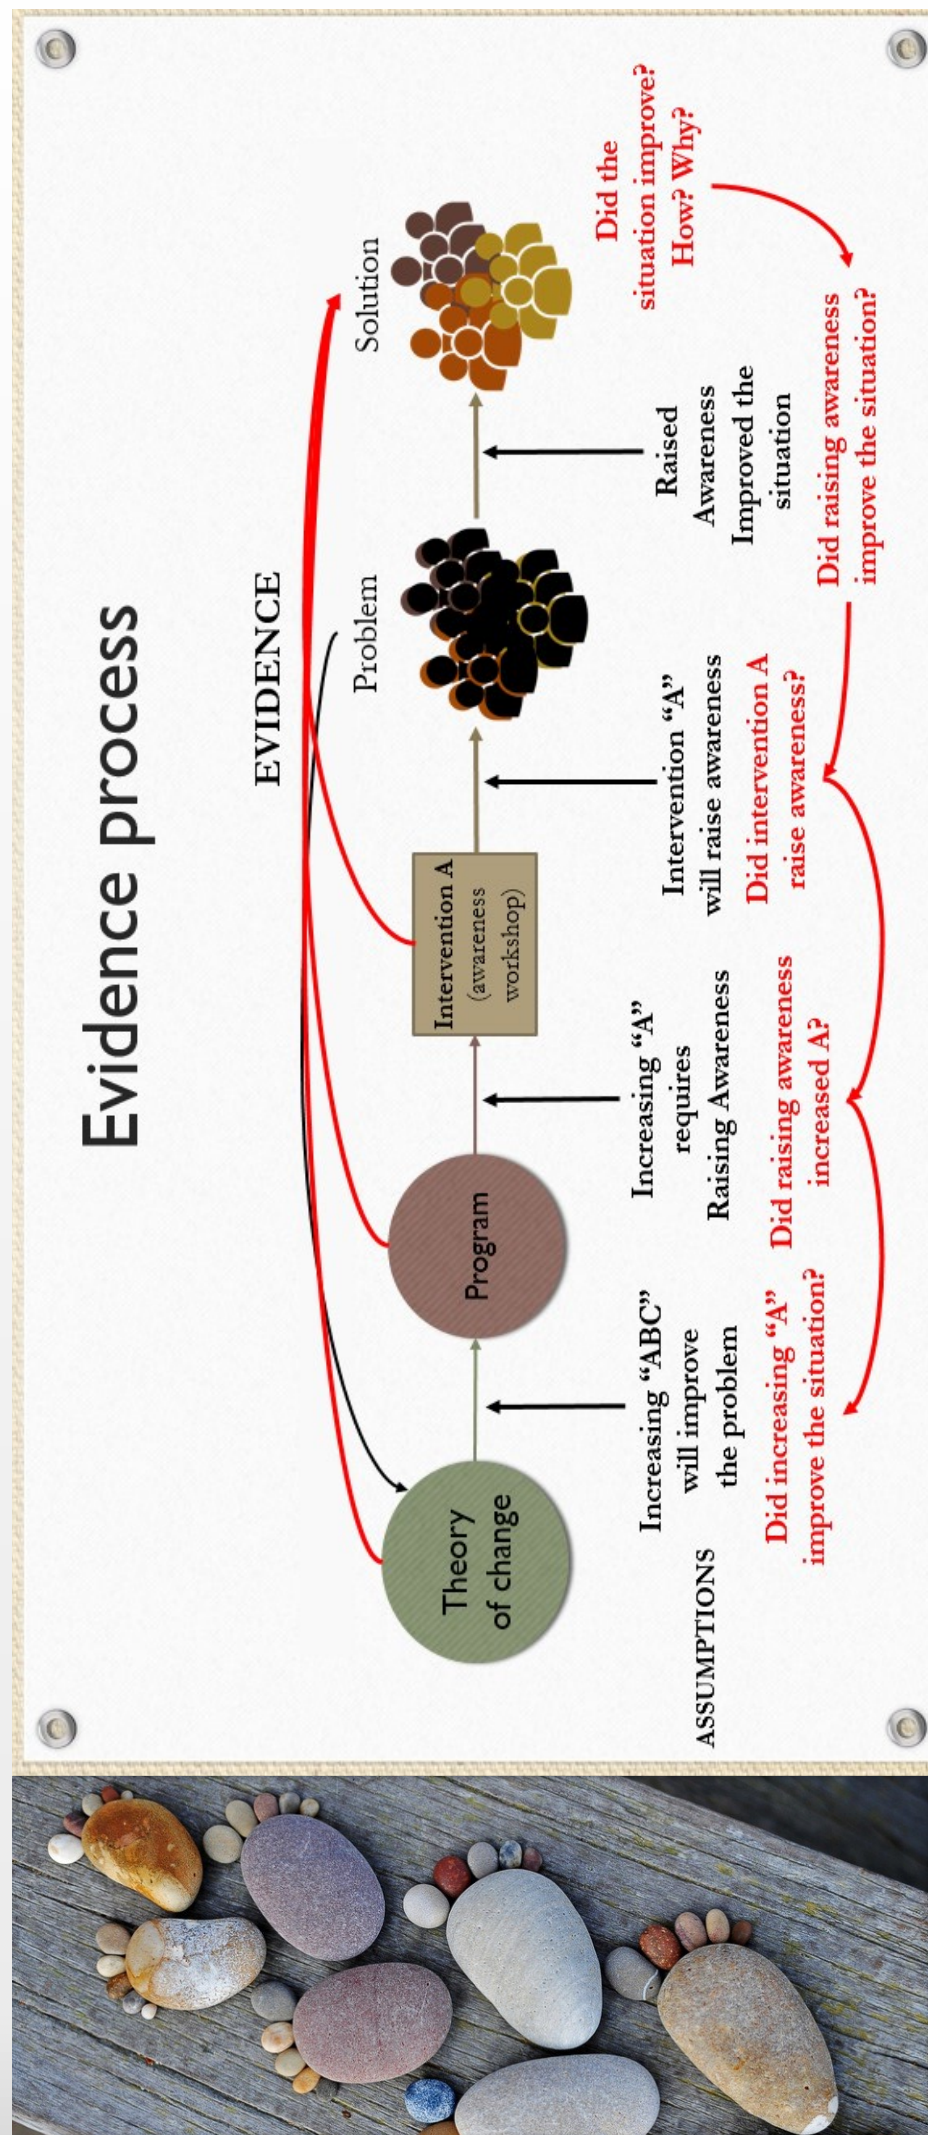 Evidence process
EVIDENCE
Problem
Solution
Theory
of change
Program
Intervention A
(awareness
workshop)
ASSUMPTIONS
Increasing “ABC”
will improve
the problem
Increasing “A”
requires
Raising Awareness
Intervention “A”
will raise awareness
Raised
Awareness
Improved the
situation
Did the
situation improve?
How? Why?
Did raising awareness
improve the situation?
Did intervention A
raise awareness?
Did raising awareness
increased A?
Did increasing “A”
improve the situation?